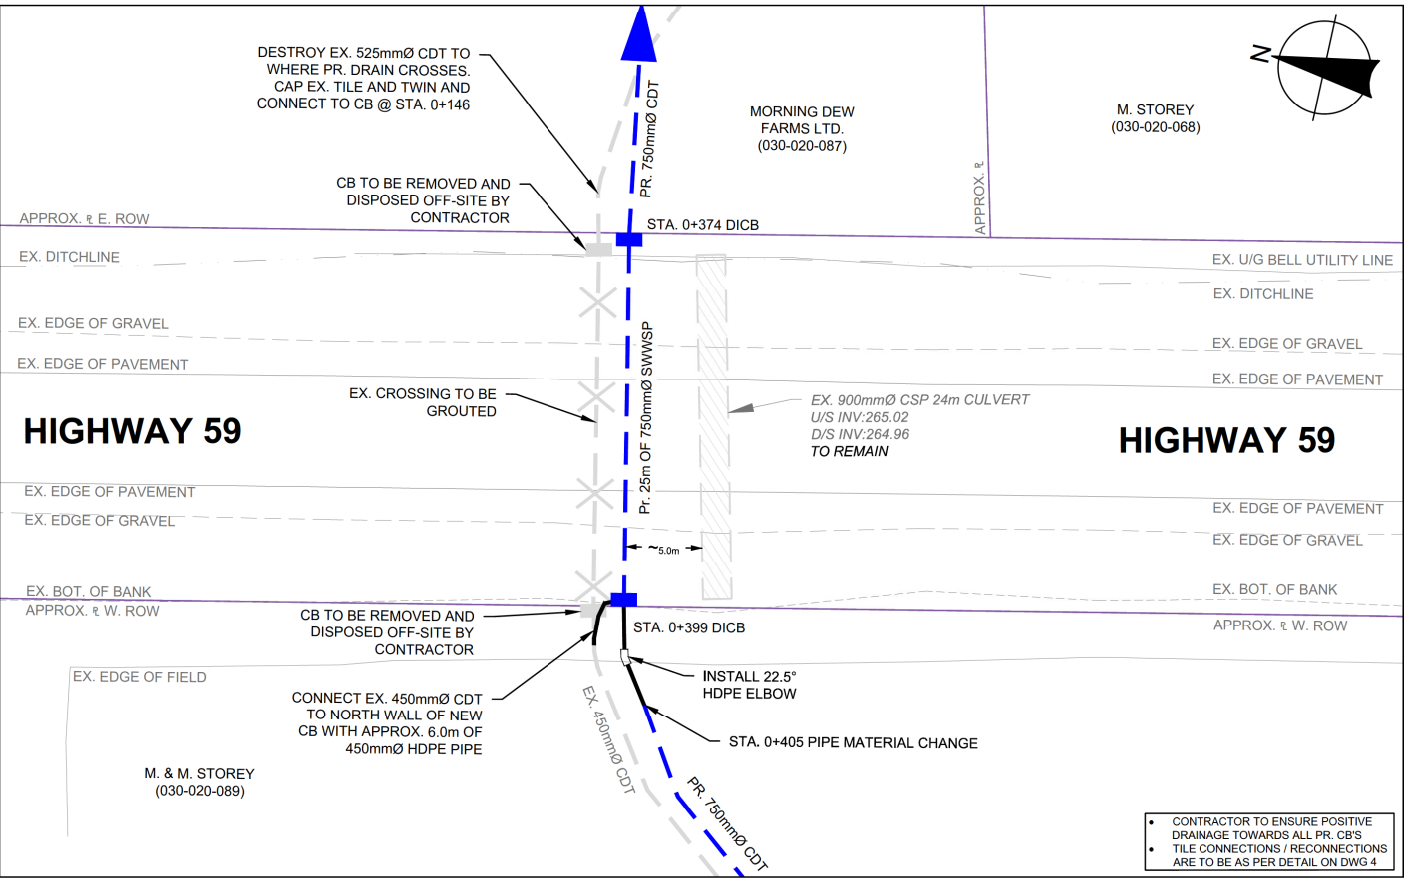 DESTROY EX. 525mmØ CDT TO
WHERE PR. DRAIN CROSSES.
CAP EX. TILE AND TWIN AND
CONNECT TO CB @ STA. 0+146
PR. 750mmØ CDT
MORNING DEW
FARMS LTD.
(030-020-087)
M. STOREY
(030-020-068)
N
CB TO BE REMOVED AND
DISPOSED OFF-SITE BY
CONTRACTOR
APPROX. ℄ E. ROW
STA. 0+374 DICB
APPROX. ℄
EX. DITCHLINE
EX. U/G BELL UTILITY LINE
EX. DITCHLINE
EX. EDGE OF GRAVEL
EX. EDGE OF GRAVEL
EX. EDGE OF PAVEMENT
EX. EDGE OF PAVEMENT
EX. CROSSING TO BE
GROUTED
Pr. 25m OF 750mmØ SWWSP
EX. 900mmØ CSP 24m CULVERT
U/S INV:265.02
D/S INV:264.96
TO REMAIN
HIGHWAY 59
HIGHWAY 59
EX. EDGE OF PAVEMENT
EX. EDGE OF PAVEMENT
EX. EDGE OF GRAVEL
EX. EDGE OF GRAVEL
~5.0m
EX. BOT. OF BANK
EX. BOT. OF BANK
APPROX. ℄ W. ROW
APPROX. ℄ W. ROW
CB TO BE REMOVED AND
DISPOSED OFF-SITE BY
CONTRACTOR
STA. 0+399 DICB
EX. EDGE OF FIELD
INSTALL 22.5°
HDPE ELBOW
CONNECT EX. 450mmØ CDT
TO NORTH WALL OF NEW
CB WITH APPROX. 6.0m OF
450mmØ HDPE PIPE
EX. 450mmØ CDT
STA. 0+405 PIPE MATERIAL CHANGE
M. & M. STOREY
(030-020-089)
PR. 750mmØ CDT
• CONTRACTOR TO ENSURE POSITIVE
DRAINAGE TOWARDS ALL PR. CB'S
• TILE CONNECTIONS / RECONNECTIONS
ARE TO BE AS PER DETAIL ON DWG 4